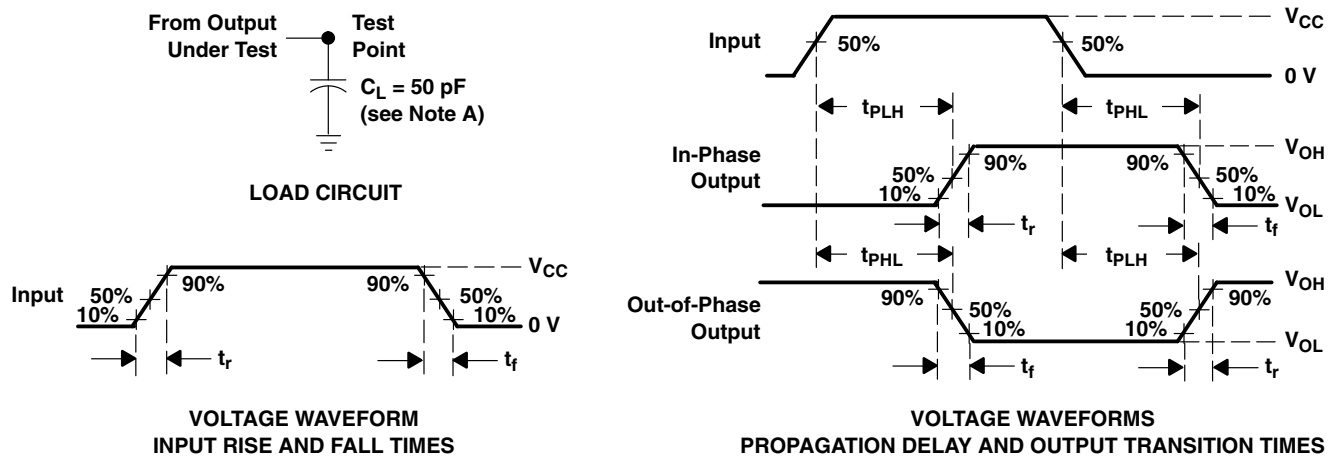 From Output
Under Test
Test
Point
C_L = 50 pF
(see Note A)
LOAD CIRCUIT
Input
50%
10%
90%
90%
50%
10%
V_CC
0 V
t_r
t_f
VOLTAGE WAVEFORM
INPUT RISE AND FALL TIMES
Input
50%
50%
V_CC
0 V
t_PLH
t_PHL
In-Phase
Output
50%
10%
90%
90%
50%
10%
V_OH
V_OL
t_r
t_f
t_PHL
t_PLH
Out-of-Phase
Output
90%
50%
10%
50%
10%
90%
V_OH
V_OL
t_f
t_r
VOLTAGE WAVEFORMS
PROPAGATION DELAY AND OUTPUT TRANSITION TIMES